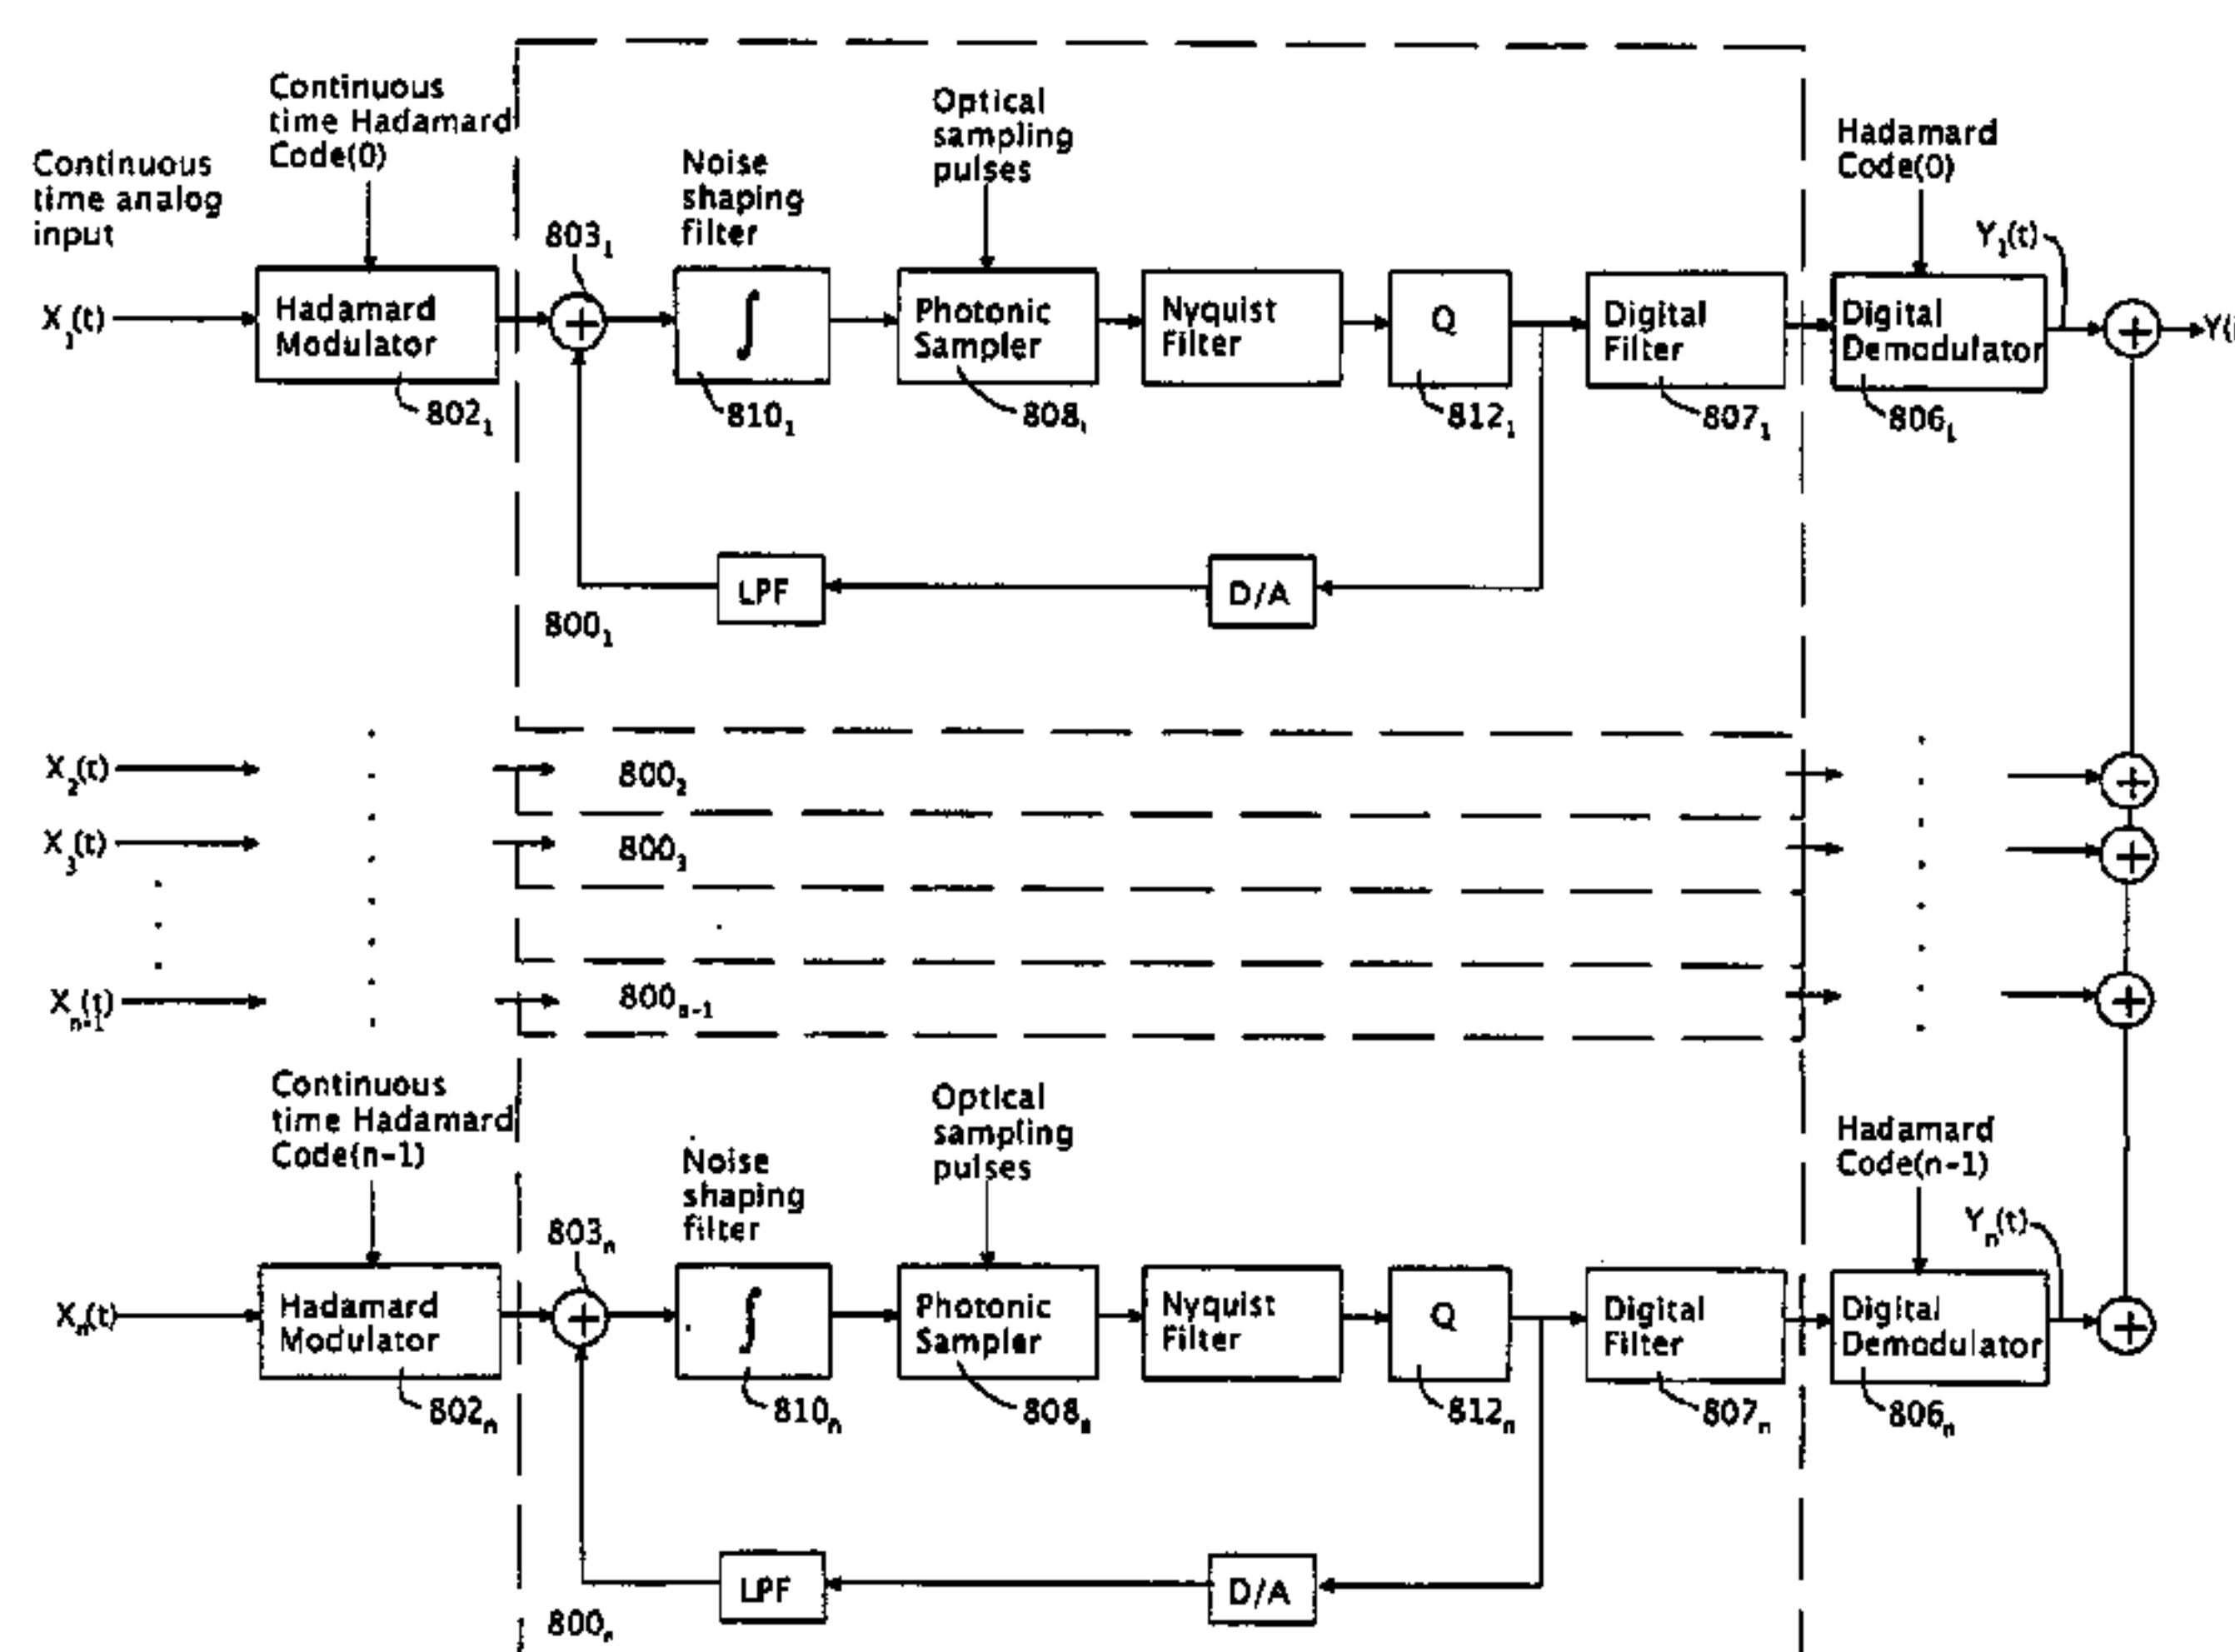 Continuous
time Hadamard
Code(0)
Continuous
time analog
input
Optical
sampling
pulses
Noise
shaping
filter
Hadamard
Code(0)
803₁
Y₁(t)
X₁(t)
Hadamard
Modulator
∫
Photonic
Sampler
Nyquist
Filter
Q
Digital
Filter
Digital
Demodulator
Y(
802₁
810₁
808₁
812₁
807₁
806₁
LPF
D/A
800₁
X₂(t)
800₂
X₃(t)
800₃
Xₙ₋₁(t)
800ₙ₋₁
Continuous
time Hadamard
Code(n-1)
Optical
sampling
pulses
Noise
shaping
filter
Hadamard
Code(n-1)
803ₙ
Yₙ(t)
Xₙ(t)
Hadamard
Modulator
∫
Photonic
Sampler
Nyquist
Filter
Q
Digital
Filter
Digital
Demodulator
802ₙ
810ₙ
808ₙ
812ₙ
807ₙ
806ₙ
LPF
D/A
800ₙ